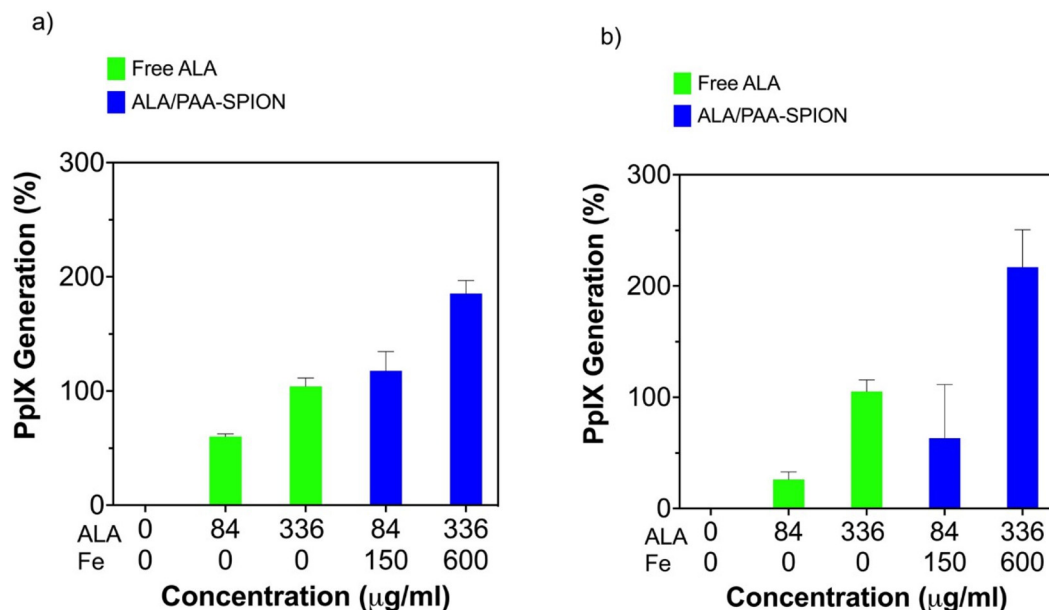 a)
Free ALA
ALA/PAA-SPION
PpIX Generation (%)
300
200
100
0
ALA 0 84 336 84 336
Fe 0 0 0 150 600
Concentration (μg/ml)
b)
Free ALA
ALA/PAA-SPION
PpIX Generation (%)
300
200
100
0
ALA 0 84 336 84 336
Fe 0 0 0 150 600
Concentration (μg/ml)